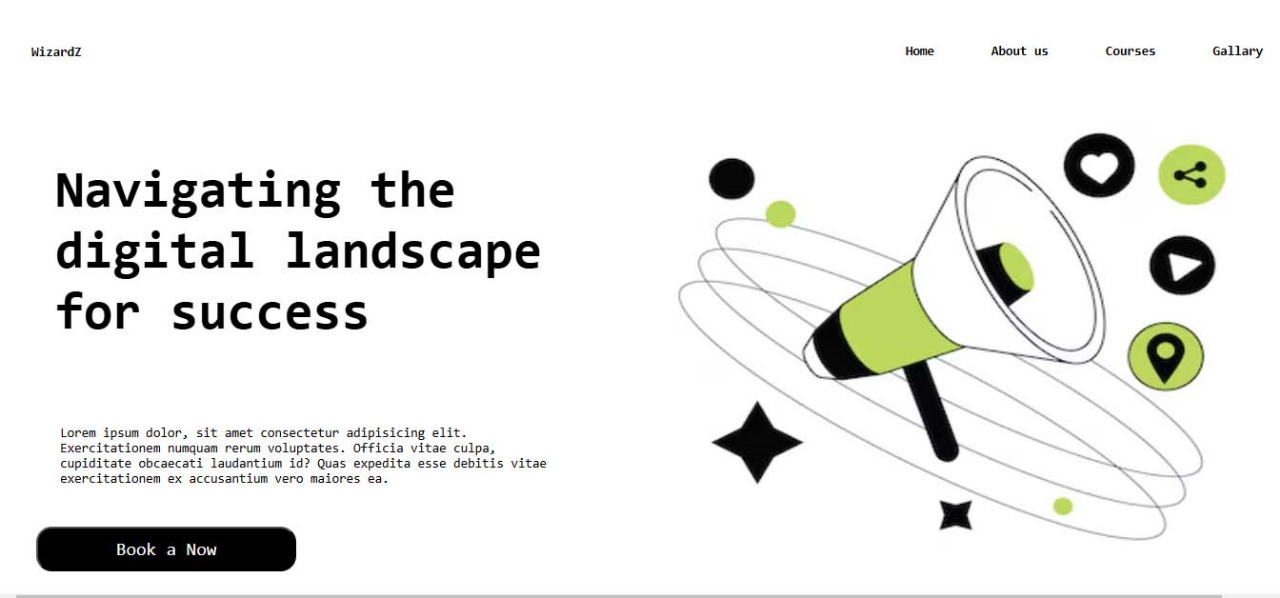 WizardZ
Home About us Courses Gallary
Navigating the
digital landscape
for success
Lorem ipsum dolor, sit amet consectetur adipisicing elit.
Exercitationem numquam rerum voluptates. Officia vitae culpa,
cupiditate obcaecati laudantium id? Quas expedita esse debitis vitae
exercitationem ex accusantium vero maiores ea.
Book a Now